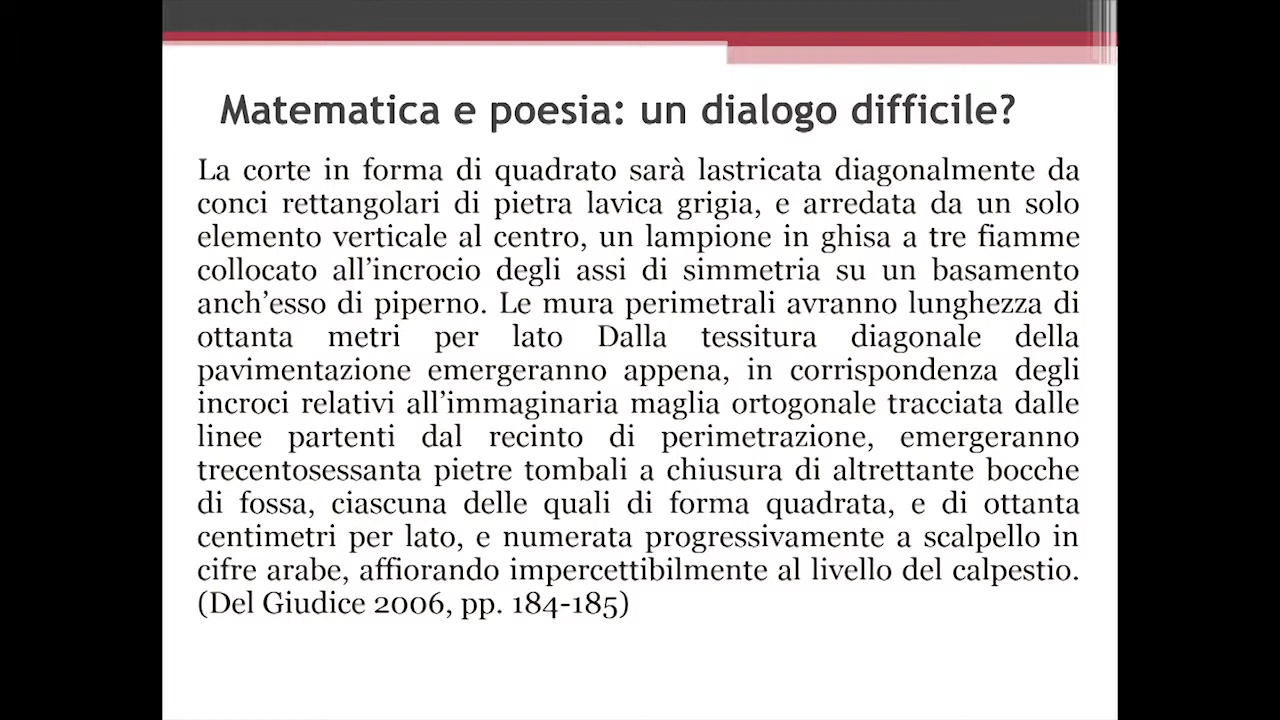 Matematica e poesia: un dialogo difficile?
La corte in forma di quadrato sarà lastricata diagonalmente da
conci rettangolari di pietra lavica grigia, e arredata da un solo
elemento verticale al centro, un lampione in ghisa a tre fiamme
collocato all’incrocio degli assi di simmetria su un basamento
anch’esso di piperno. Le mura perimetrali avranno lunghezza di
ottanta metri per lato Dalla tessitura diagonale della
pavimentazione emergeranno appena, in corrispondenza degli
incroci relativi all’immaginaria maglia ortogonale tracciata dalle
linee partenti dal recinto di perimetrazione, emergeranno
trecentosessanta pietre tombali a chiusura di altrettante bocche
di fossa, ciascuna delle quali di forma quadrata, e di ottanta
centimetri per lato, e numerata progressivamente a scalpello in
cifre arabe, affiorando impercettibilmente al livello del calpestio.
(Del Giudice 2006, pp. 184-185)